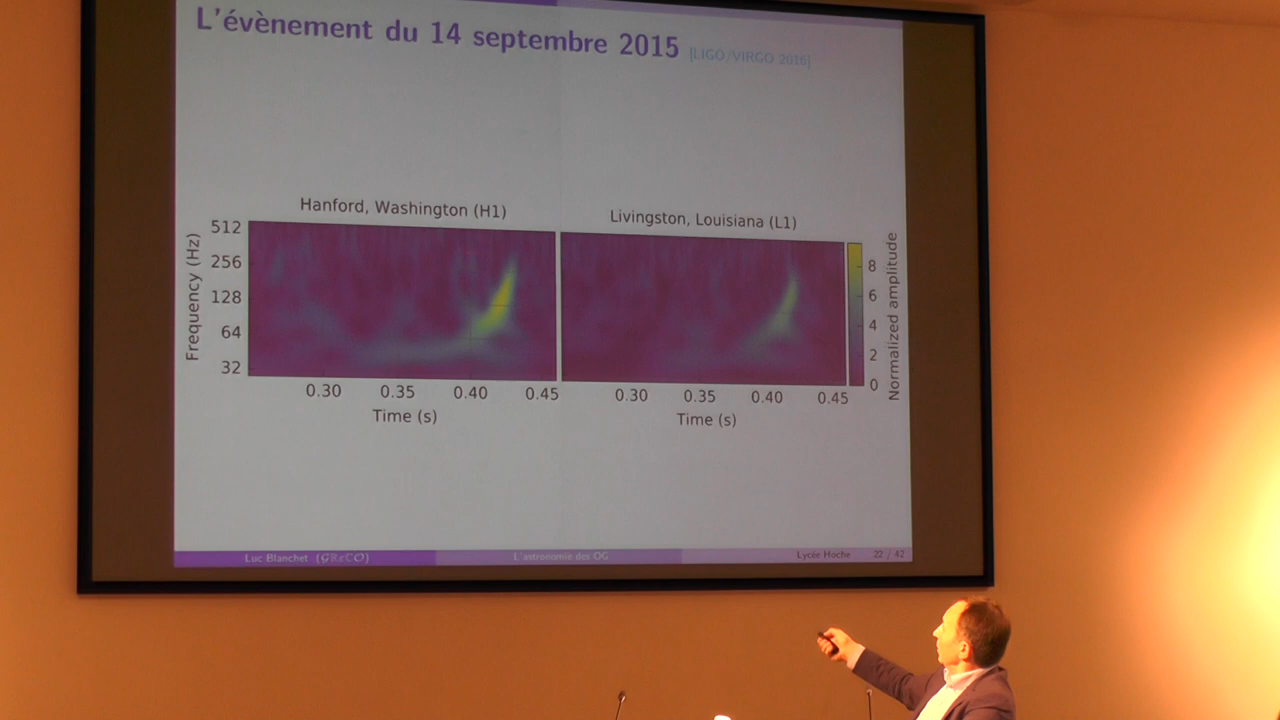 L'évènement du 14 septembre 2015 [LIGO/VIRGO 2016]
Hanford, Washington (H1)
Livingston, Louisiana (L1)
Frequency (Hz)
512
256
128
64
32
0.30 0.35 0.40 0.45
Time (s)
0.30 0.35 0.40 0.45
Time (s)
8
6
4
2
0
Normalized amplitude
Luc Blanchet (GReCO) L'astronomie des OG Lycée Hoche 22 / 42